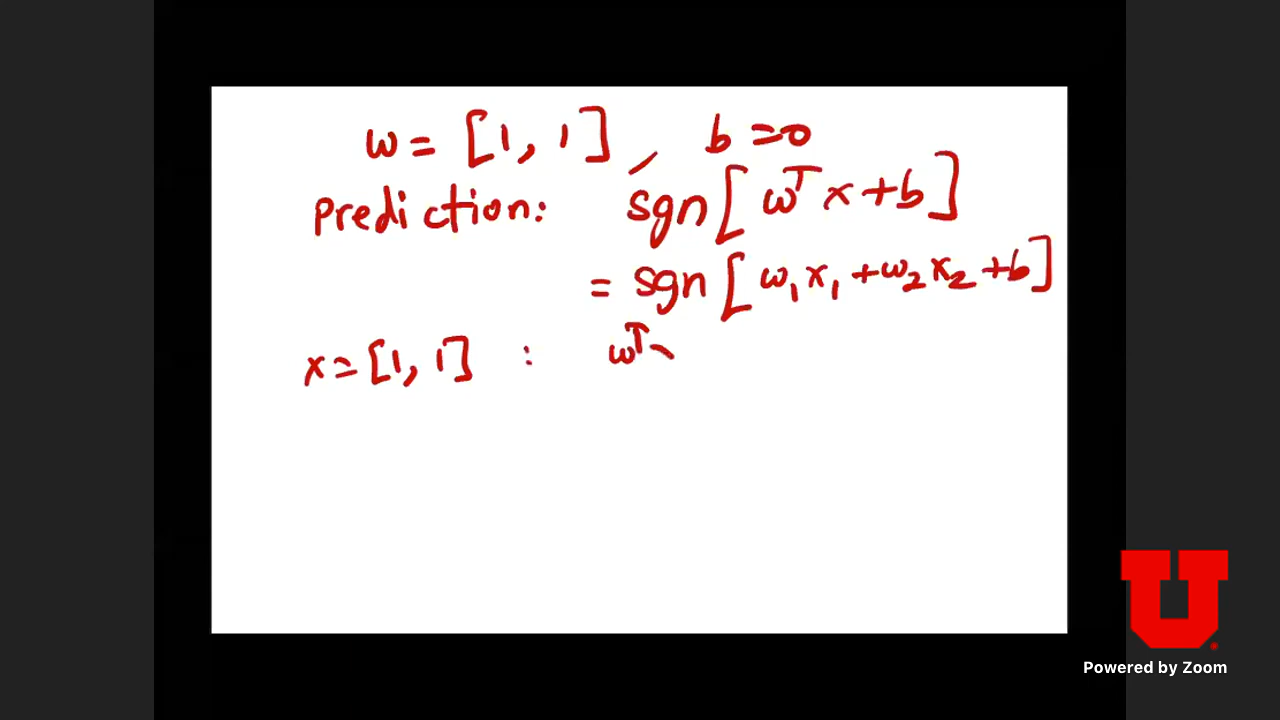 w = [1, 1], b = 0
Prediction: sgn[wᵀx + b]
= sgn[w₁x₁ + w₂x₂ + b]
x = [1, 1] : wᵀ
U
Powered by Zoom